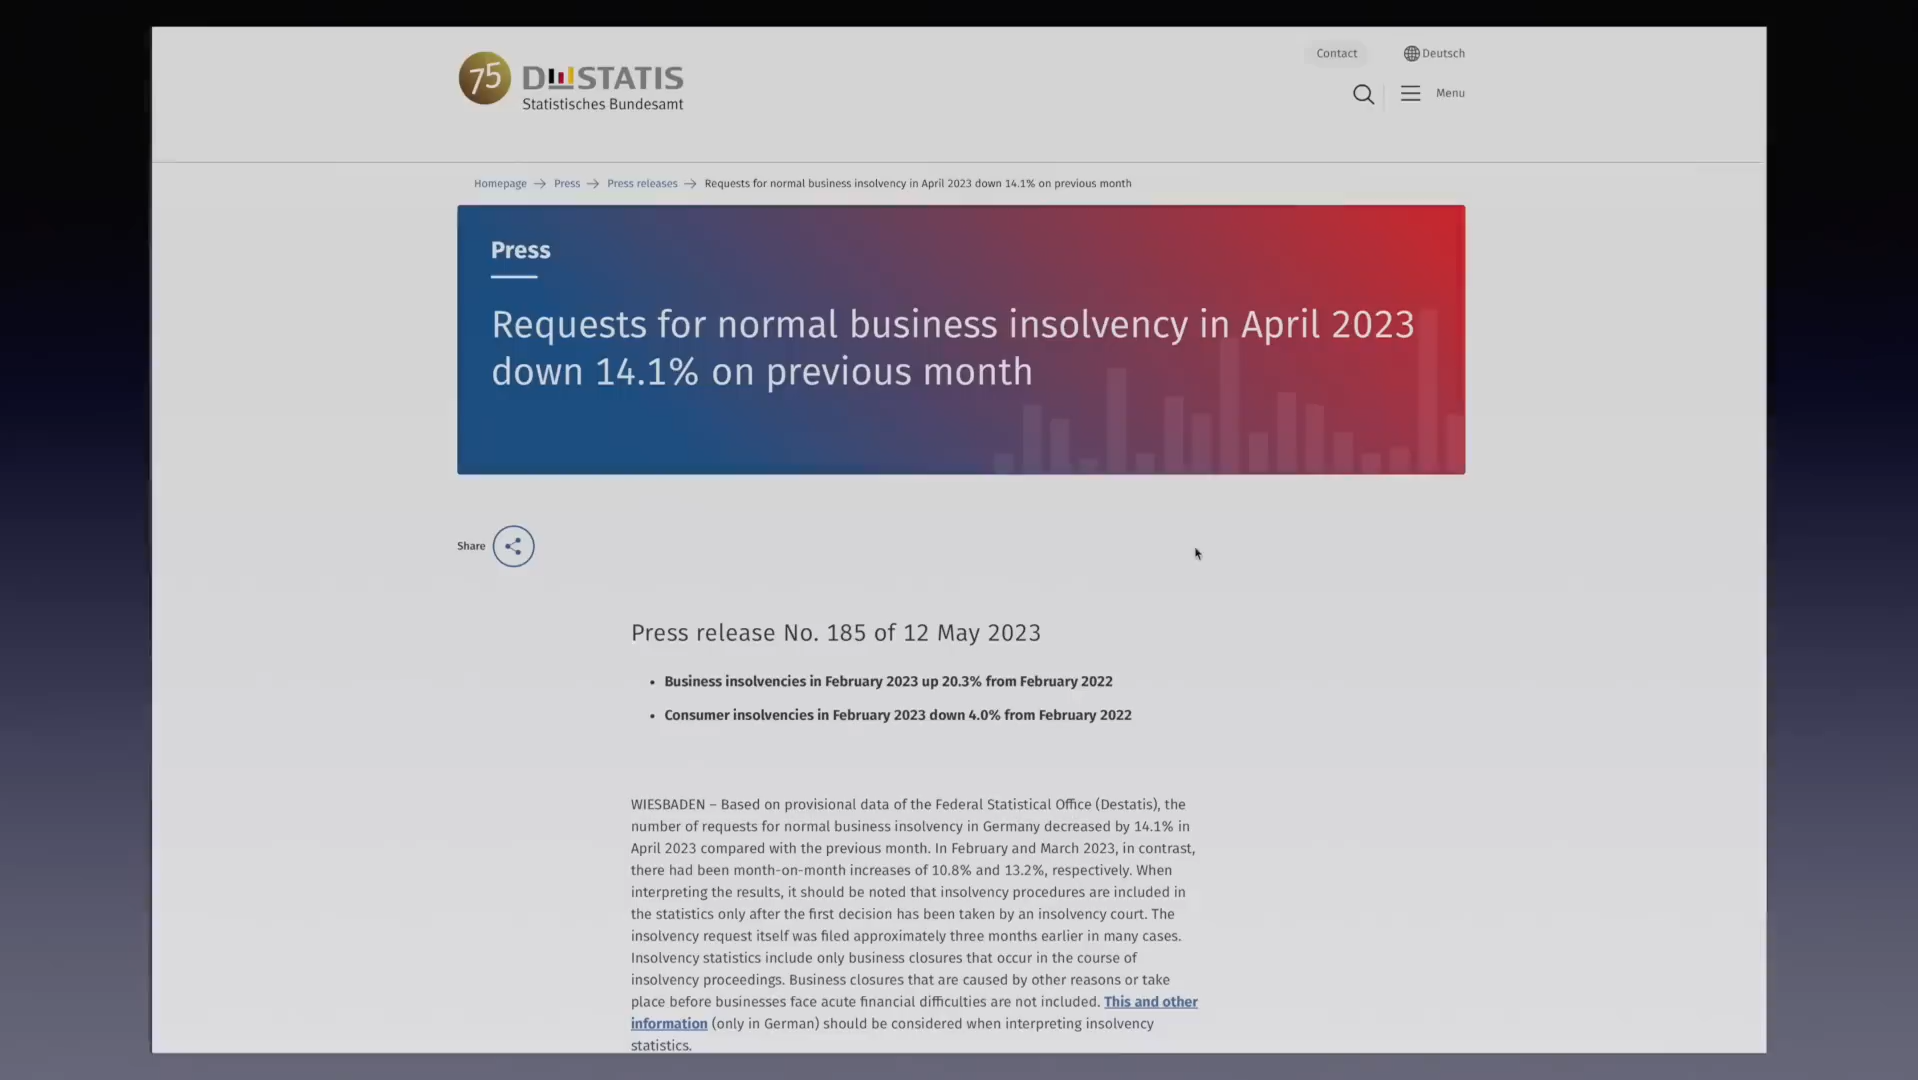 Contact
Deutsch
75
DESTATIS
Statistisches Bundesamt
Menu
Homepage → Press → Press releases → Requests for normal business insolvency in April 2023 down 14.1% on previous month
Press
Requests for normal business insolvency in April 2023
down 14.1% on previous month
Share
Press release No. 185 of 12 May 2023
• Business insolvencies in February 2023 up 20.3% from February 2022
• Consumer insolvencies in February 2023 down 4.0% from February 2022
WIESBADEN – Based on provisional data of the Federal Statistical Office (Destatis), the
number of requests for normal business insolvency in Germany decreased by 14.1% in
April 2023 compared with the previous month. In February and March 2023, in contrast,
there had been month-on-month increases of 10.8% and 13.2%, respectively. When
interpreting the results, it should be noted that insolvency procedures are included in
the statistics only after the first decision has been taken by an insolvency court. The
insolvency request itself was filed approximately three months earlier in many cases.
Insolvency statistics include only business closures that occur in the course of
insolvency proceedings. Business closures that are caused by other reasons or take
place before businesses face acute financial difficulties are not included. This and other
information (only in German) should be considered when interpreting insolvency
statistics.